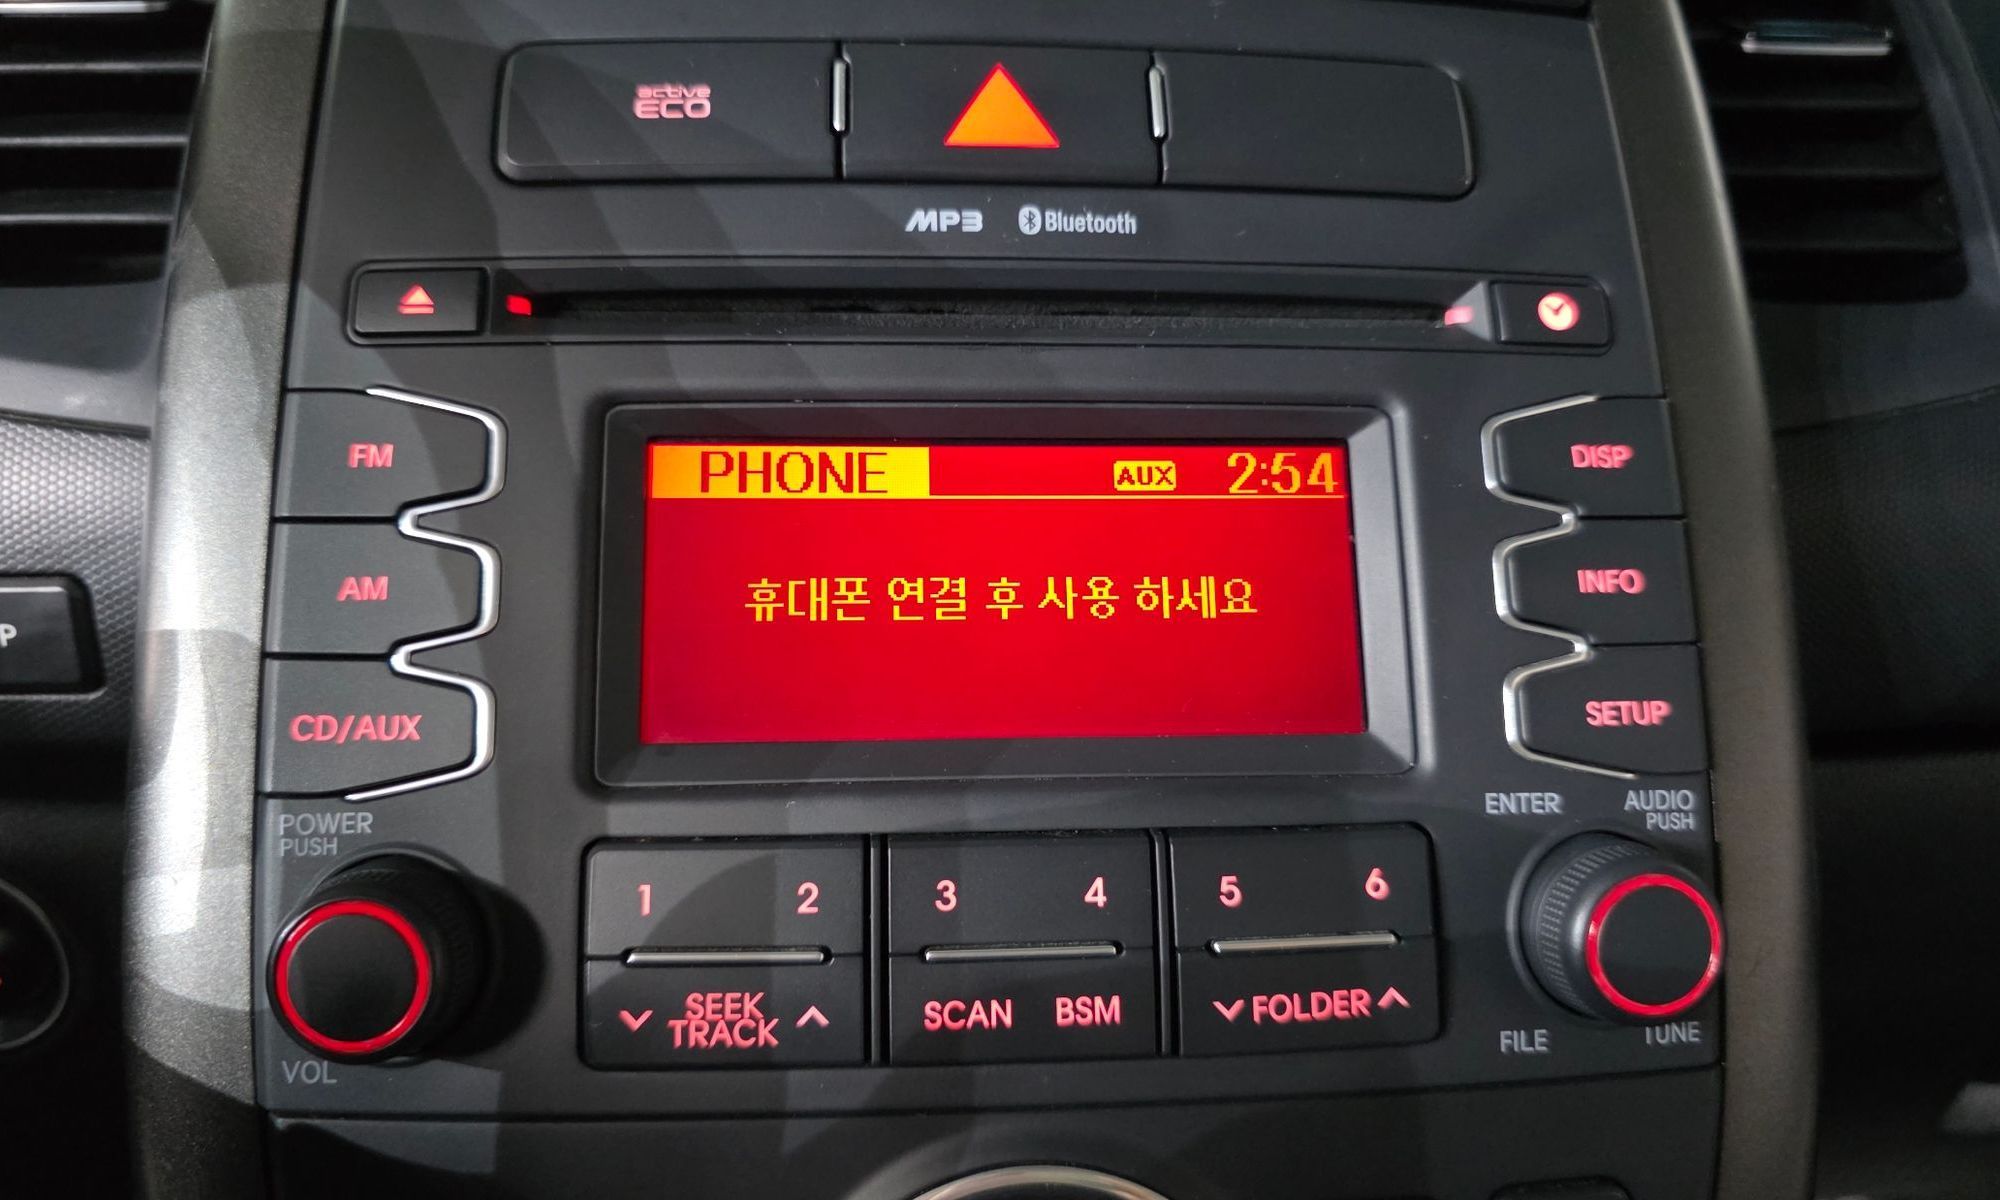 active
ECO
MP3 Bluetooth
FM
DISP
PHONE AUX 2:54
휴대폰 연결 후 사용 하세요
AM
INFO
P
CD/AUX
SETUP
POWER
PUSH
VOL
ENTER
AUDIO
PUSH
1 2 3 4 5 6
SEEK
TRACK
SCAN BSM
FOLDER
FILE
TUNE